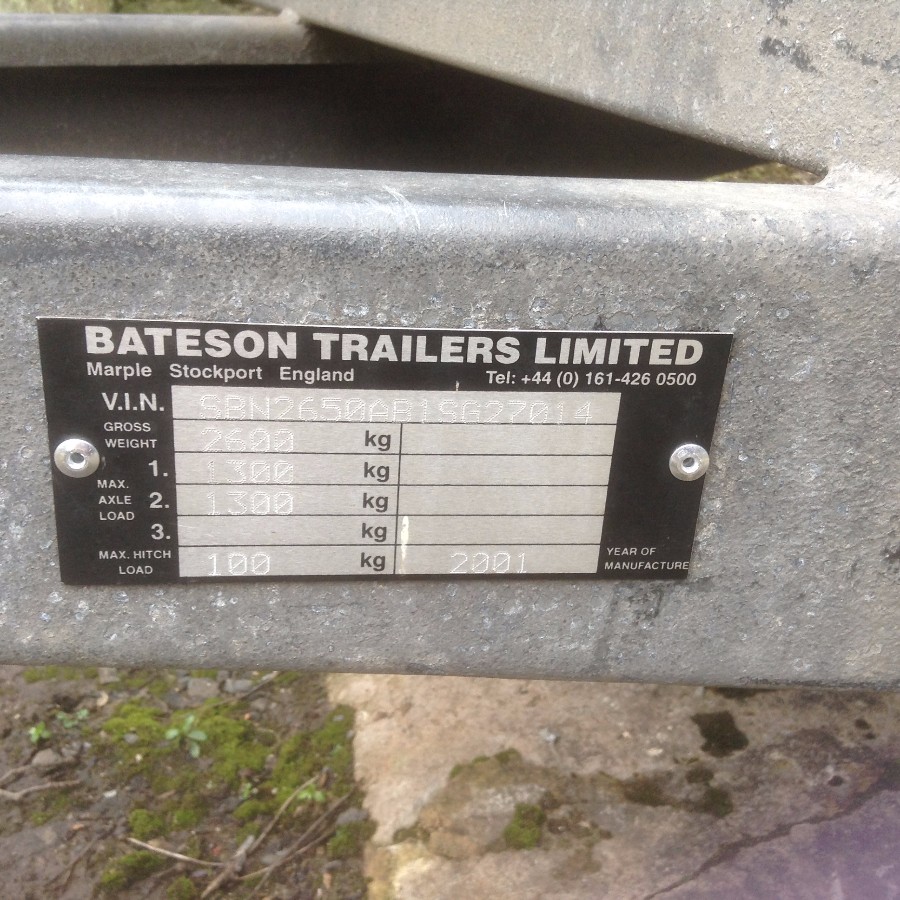 BATESON TRAILERS LIMITED
Marple Stockport England Tel: +44 (0) 161-426 0500
V.I.N. SBN2650AB1SG27014
GROSS WEIGHT 2600 kg
MAX. AXLE LOAD
1. 1300 kg
2. 1300 kg
3. kg
MAX. HITCH LOAD 100 kg 2001 YEAR OF MANUFACTURE